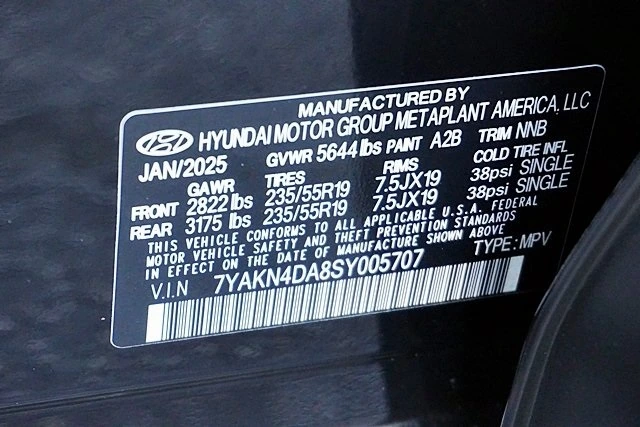 MANUFACTURED BY
HYUNDAI MOTOR GROUP METAPLANT AMERICA, LLC
JAN/2025 GVWR 5644 lbs PAINT A2B TRIM NNB
GAWR TIRES RIMS COLD TIRE INFL
FRONT 2822 lbs 235/55R19 7.5JX19 38psi SINGLE
REAR 3175 lbs 235/55R19 7.5JX19 38psi SINGLE
THIS VEHICLE CONFORMS TO ALL APPLICABLE U.S.A. FEDERAL
MOTOR VEHICLE SAFETY AND THEFT PREVENTION STANDARDS
IN EFFECT ON THE DATE OF MANUFACTURE SHOWN ABOVE
V.I.N 7YAKN4DA8SY005707 TYPE: MPV